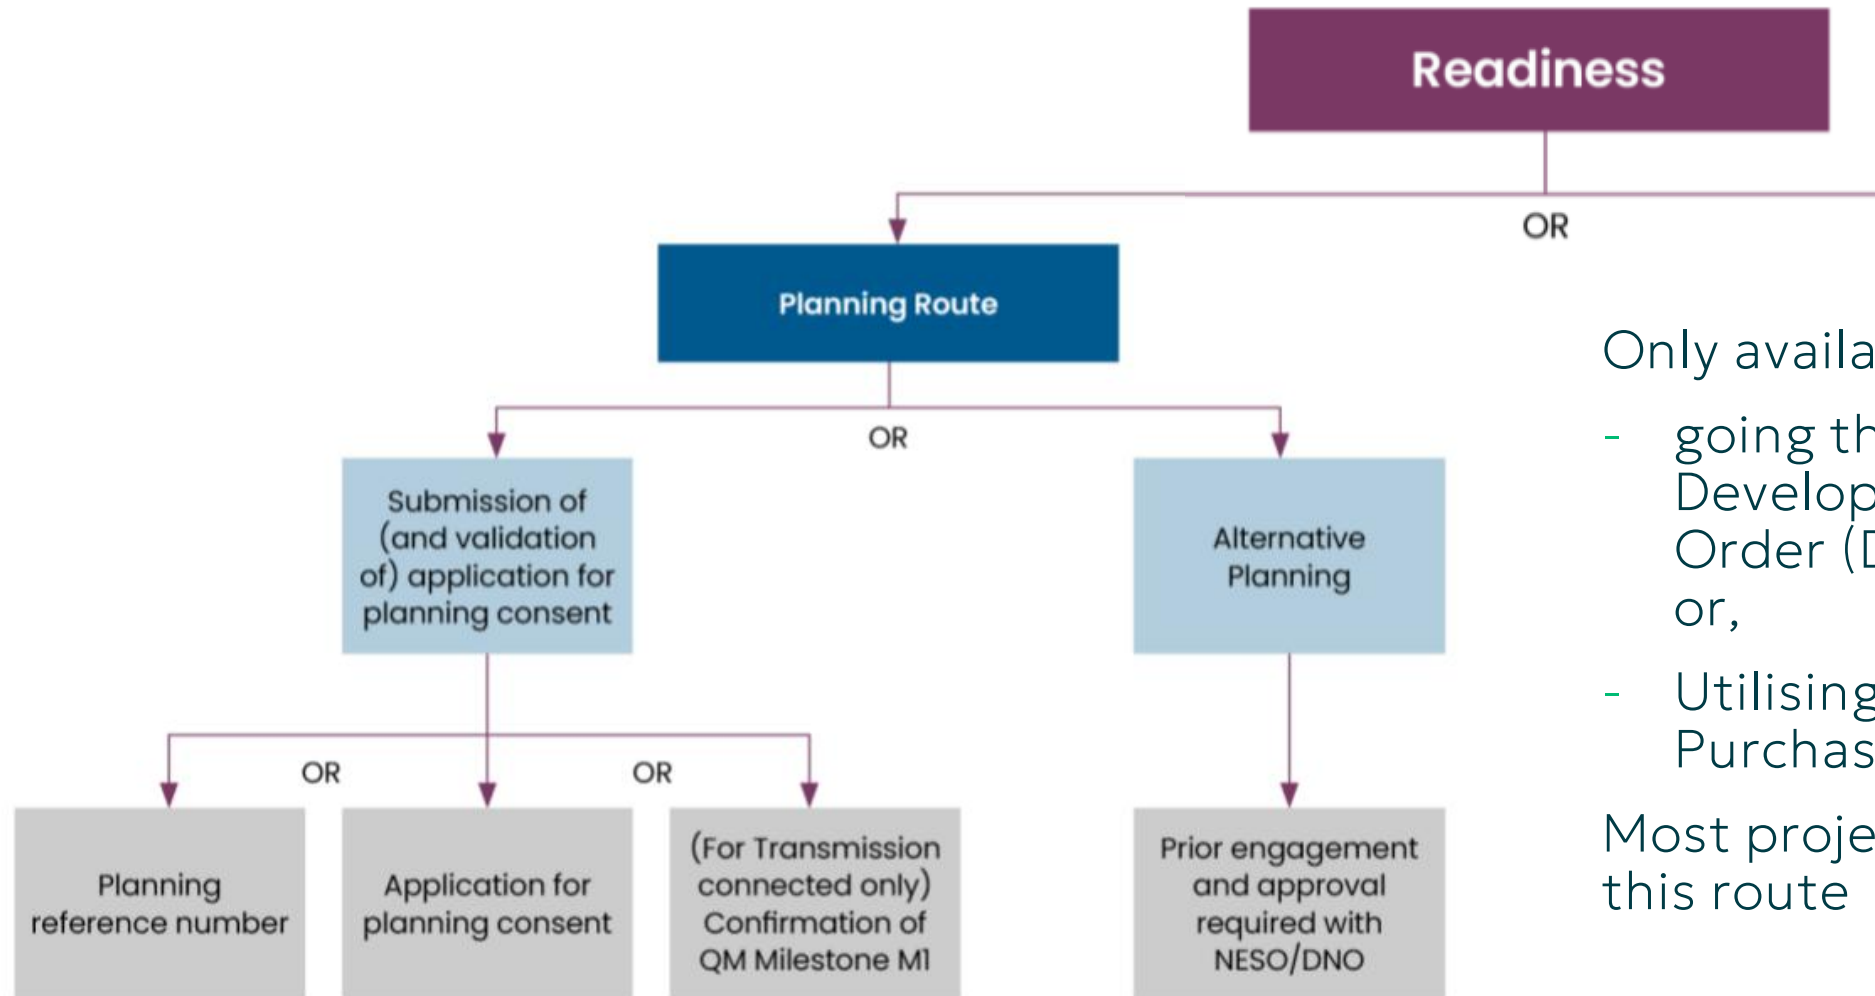 Readiness
OR
Planning Route
OR
Submission of
(and validation
of) application for
planning consent
Alternative
Planning
OR
OR
Planning
reference number
Application for
planning consent
(For Transmission
connected only)
Confirmation of
QM Milestone M1
Prior engagement
and approval
required with
NESO/DNO
Only availa
- going th
Develop
Order (D
or,
- Utilising
Purchas
Most proje
this route